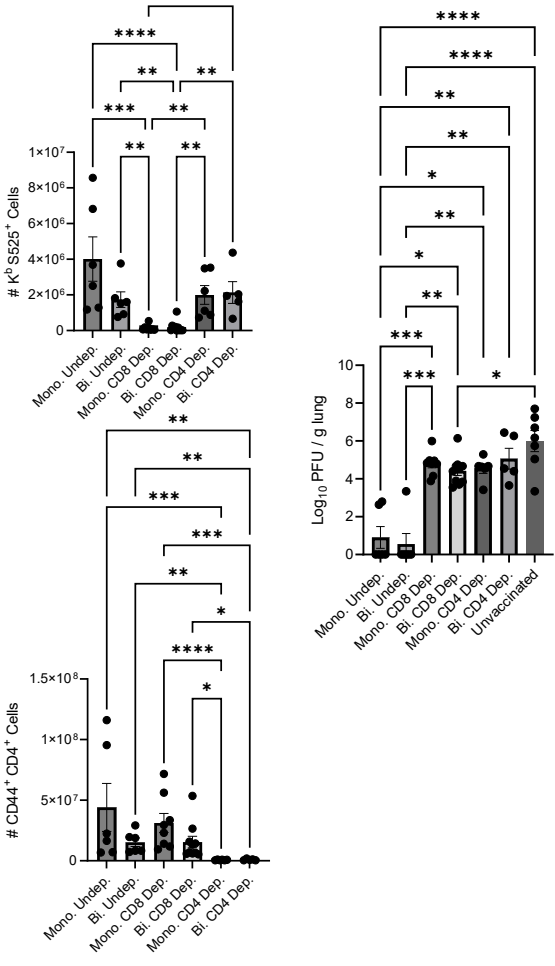 ****
** **
*** **
** **
# KᵇS525⁺ Cells
1×10⁷
8×10⁶
6×10⁶
4×10⁶
2×10⁶
0
Mono. Undep.
Bi. Undep.
Mono. CD8 Dep.
Bi. CD8 Dep.
Mono. CD4 Dep.
Bi. CD4 Dep.
**
**
***
***
**
*
****
*
# CD44⁺ CD4⁺ Cells
1.5×10⁸
1×10⁸
5×10⁷
0
Mono. Undep.
Bi. Undep.
Mono. CD8 Dep.
Bi. CD8 Dep.
Mono. CD4 Dep.
Bi. CD4 Dep.
****
****
**
**
*
**
*
**
***
*** *
Log₁₀ PFU / g lung
10
8
6
4
2
0
Mono. Undep.
Bi. Undep.
Mono. CD8 Dep.
Bi. CD8 Dep.
Mono. CD4 Dep.
Bi. CD4 Dep.
Unvaccinated